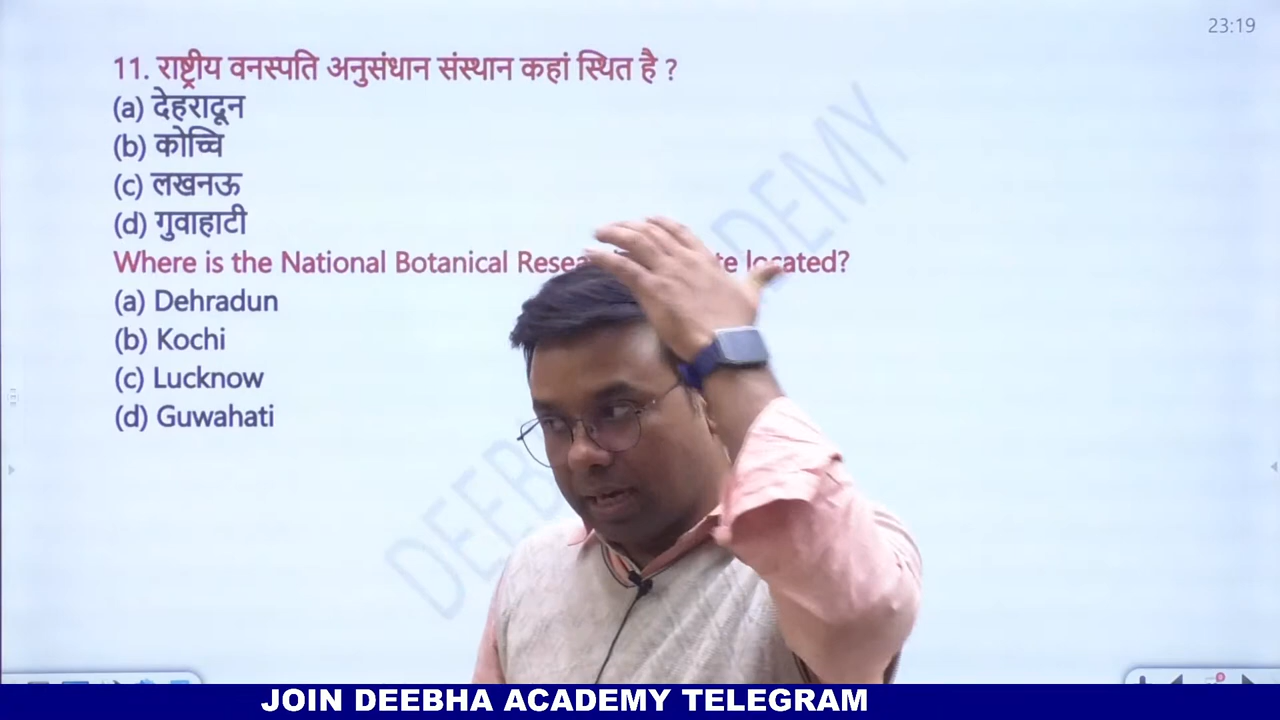 23:19
11. राष्ट्रीय वनस्पति अनुसंधान संस्थान कहां स्थित है ?
(a) देहरादून
(b) कोच्चि
(c) लखनऊ
(d) गुवाहाटी
Where is the National Botanical located?
(a) Dehradun
(b) Kochi
(c) Lucknow
(d) Guwahati
JOIN DEEBHA ACADEMY TELEGRAM